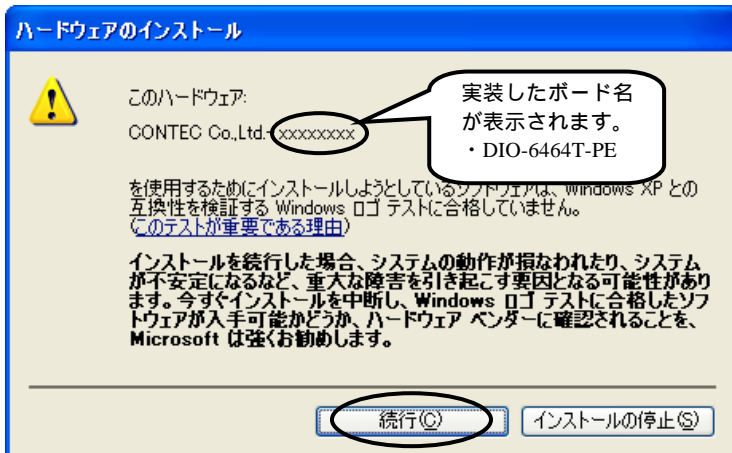 ハードウェアのインストール
このハードウェア:
CONTEC Co.,Ltd.-xxxxxxxx
実装したボード名
が表示されます。
・DIO-6464T-PE
を使用するためにインストールしようとしているソフトウェアは、Windows XP との
互換性を検証する Windows ロゴ テストに合格していません。
(このテストが重要である理由)
インストールを続行した場合、システムの動作が損なわれたり、システム
が不安定になるなど、重大な障害を引き起こす要因となる可能性があり
ます。今すぐインストールを中断し、Windows ロゴ テストに合格したソフ
トウェアが入手可能かどうか、ハードウェア ベンダーに確認されることを、
Microsoft は強くお勧めします。
続行(C)
インストールの停止(S)